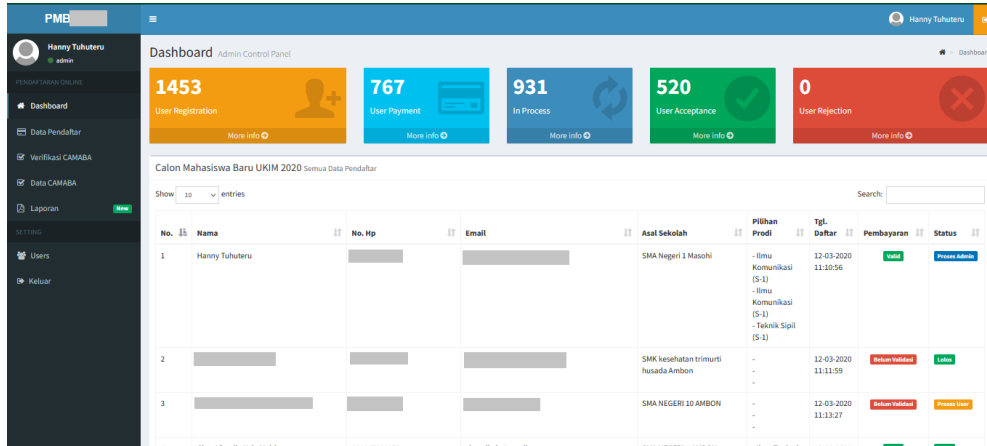 PMB
Hanny Tuhuteru
Hanny Tuhuteru
admin
Dashboard Admin Control Panel
Dashboar
PENDAFTARAN ONLINE
Dashboard
Data Pendaftar
Verifikasi CAMABA
Data CAMABA
Laporan New
SETTING
Users
Keluar
1453
User Registration
More info
767
User Payment
More info
931
In Process
More info
520
User Acceptance
More info
0
User Rejection
More info
Calon Mahasiswa Baru UKIM 2020 Semua Data Pendaftar
Show 10 entries
Search:
No. Nama No. Hp Email Asal Sekolah Pilihan Prodi Tgl. Daftar Pembayaran Status
1 Hanny Tuhuteru SMA Negeri 1 Masohi
- Ilmu
Komunikasi
(S-1)
- Ilmu
Komunikasi
(S-1)
- Teknik Sipil
(S-1)
12-03-2020
11:10:56
Valid
Proses Admin
2 SMK kesehatan trimurti
husada Ambon
-
-
-
12-03-2020
11:11:59
Belum Validasi
Lolos
3 SMA NEGERI 10 AMBON
-
-
-
12-03-2020
11:13:27
Belum Validasi
Proses User